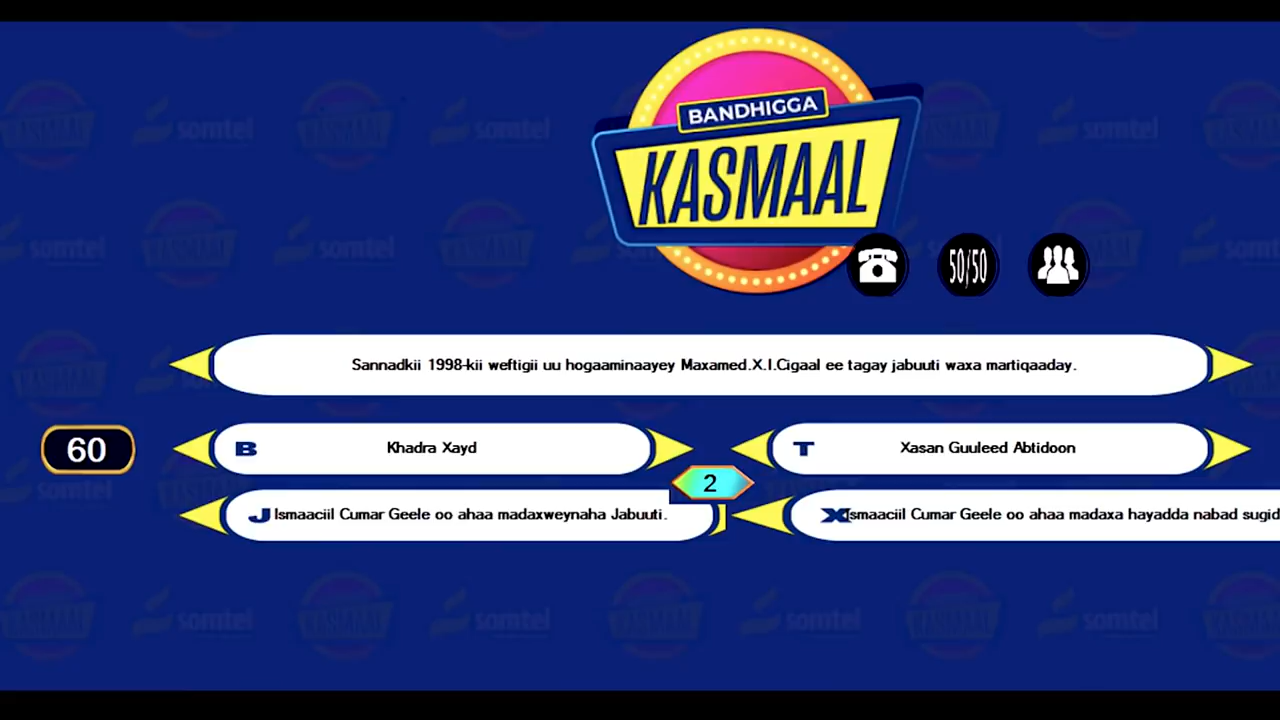 BANDHIGGA
KASMAAL
50/50
Sannadkii 1998-kii weftigii uu hogaaminaayey Maxamed.X.I.Cigaal ee tagay jabuuti waxa martiqaaday.
60
B Khadra Xayd
T Xasan Guuleed Abtidoon
2
J Ismaaciil Cumar Geele oo ahaa madaxweynaha Jabuuti.
X Ismaaciil Cumar Geele oo ahaa madaxa hayadda nabad sugid
somtel